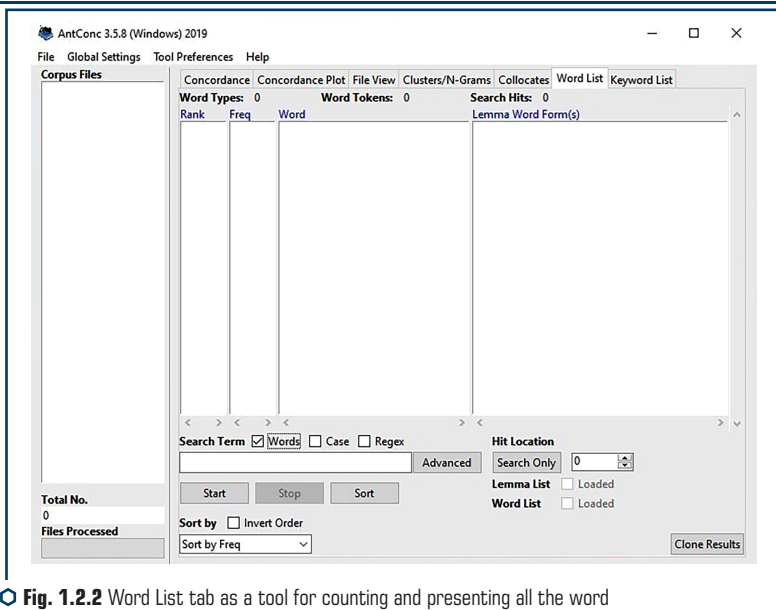 AntConc 3.5.8 (Windows) 2019
File Global Settings Tool Preferences Help
Corpus Files
Concordance Concordance Plot File View Clusters/N-Grams Collocates Word List Keyword List
Word Types: 0 Word Tokens: 0 Search Hits: 0
Rank Freq Word Lemma Word Form(s)
Search Term Words Case Regex Hit Location
Advanced Search Only 0
Start Stop Sort Lemma List Loaded
Total No. Word List Loaded
0
Files Processed Sort by Invert Order
Sort by Freq Clone Results
Fig. 1.2.2 Word List tab as a tool for counting and presenting all the word